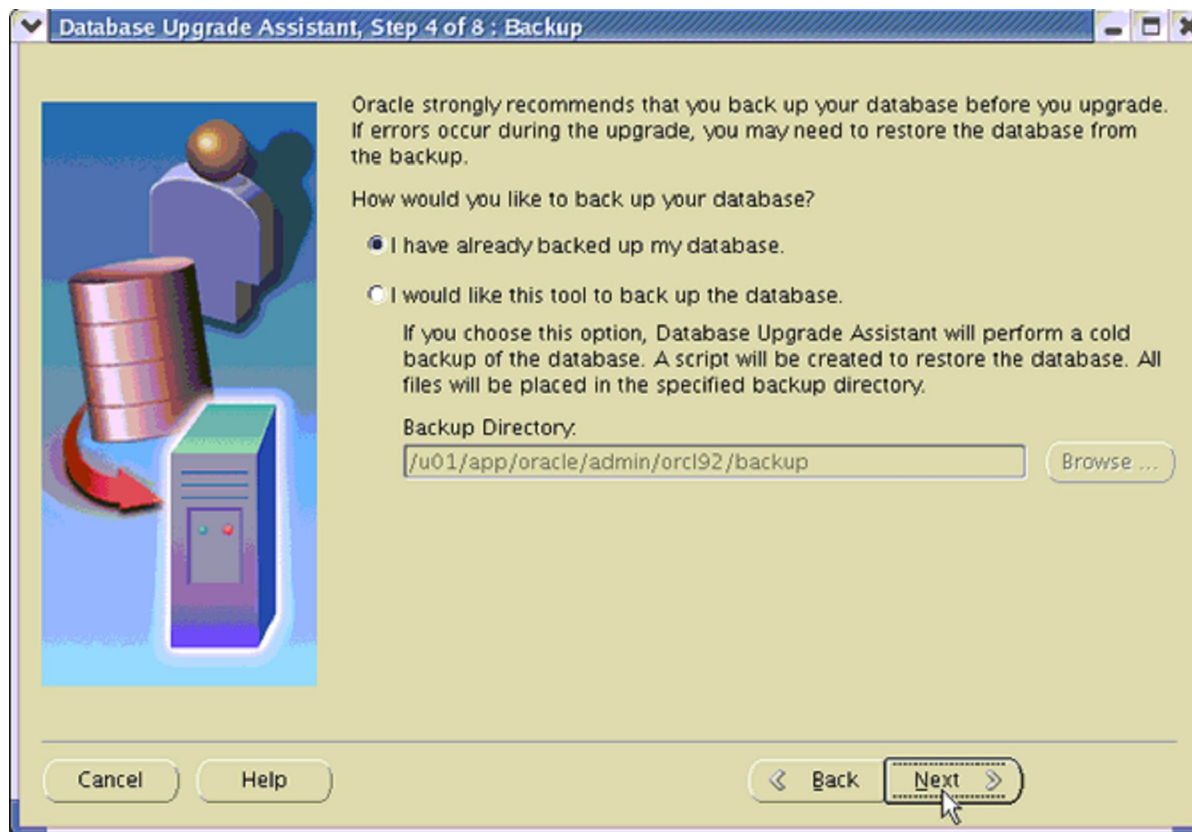 Database Upgrade Assistant, Step 4 of 8 : Backup
Oracle strongly recommends that you back up your database before you upgrade.
If errors occur during the upgrade, you may need to restore the database from
the backup.
How would you like to back up your database?
I have already backed up my database.
I would like this tool to back up the database.
If you choose this option, Database Upgrade Assistant will perform a cold
backup of the database. A script will be created to restore the database. All
files will be placed in the specified backup directory.
Backup Directory:
/u01/app/oracle/admin/orcl92/backup
Browse ...
Cancel
Help
Back
Next